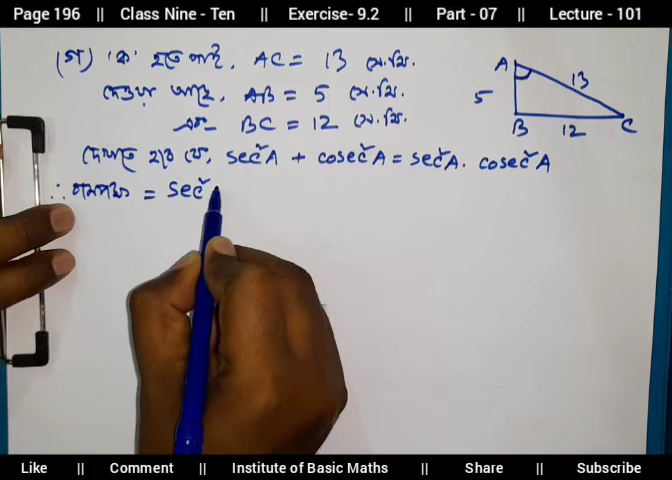 Page 196 || Class Nine - Ten || Exercise- 9.2 || Part - 07 || Lecture - 101
(গ) 'ক' হতে পাই, AC = 13 সে.মি.
দেওয়া আছে, AB = 5 সে.মি.
এবং BC = 12 সে.মি.
A
13
5
B
12
C
দেখাতে হবে যে, sec²A + cosec²A = sec²A. cosec²A
∴ বামপক্ষ = sec²
Like || Comment || Institute of Basic Maths || Share || Subscribe